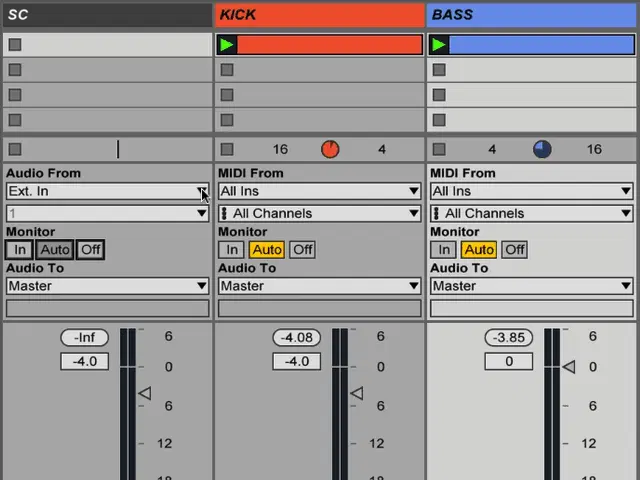 SC KICK BASS
16 4 4 16
Audio From MIDI From MIDI From
Ext. In All Ins All Ins
1 All Channels All Channels
Monitor Monitor Monitor
In Auto Off In Auto Off In Auto Off
Audio To Audio To Audio To
Master Master Master
-Inf 6 -4.08 6 -3.85 6
-4.0 0 -4.0 0 0 0
6 6 6
12 12 12
18 18 18